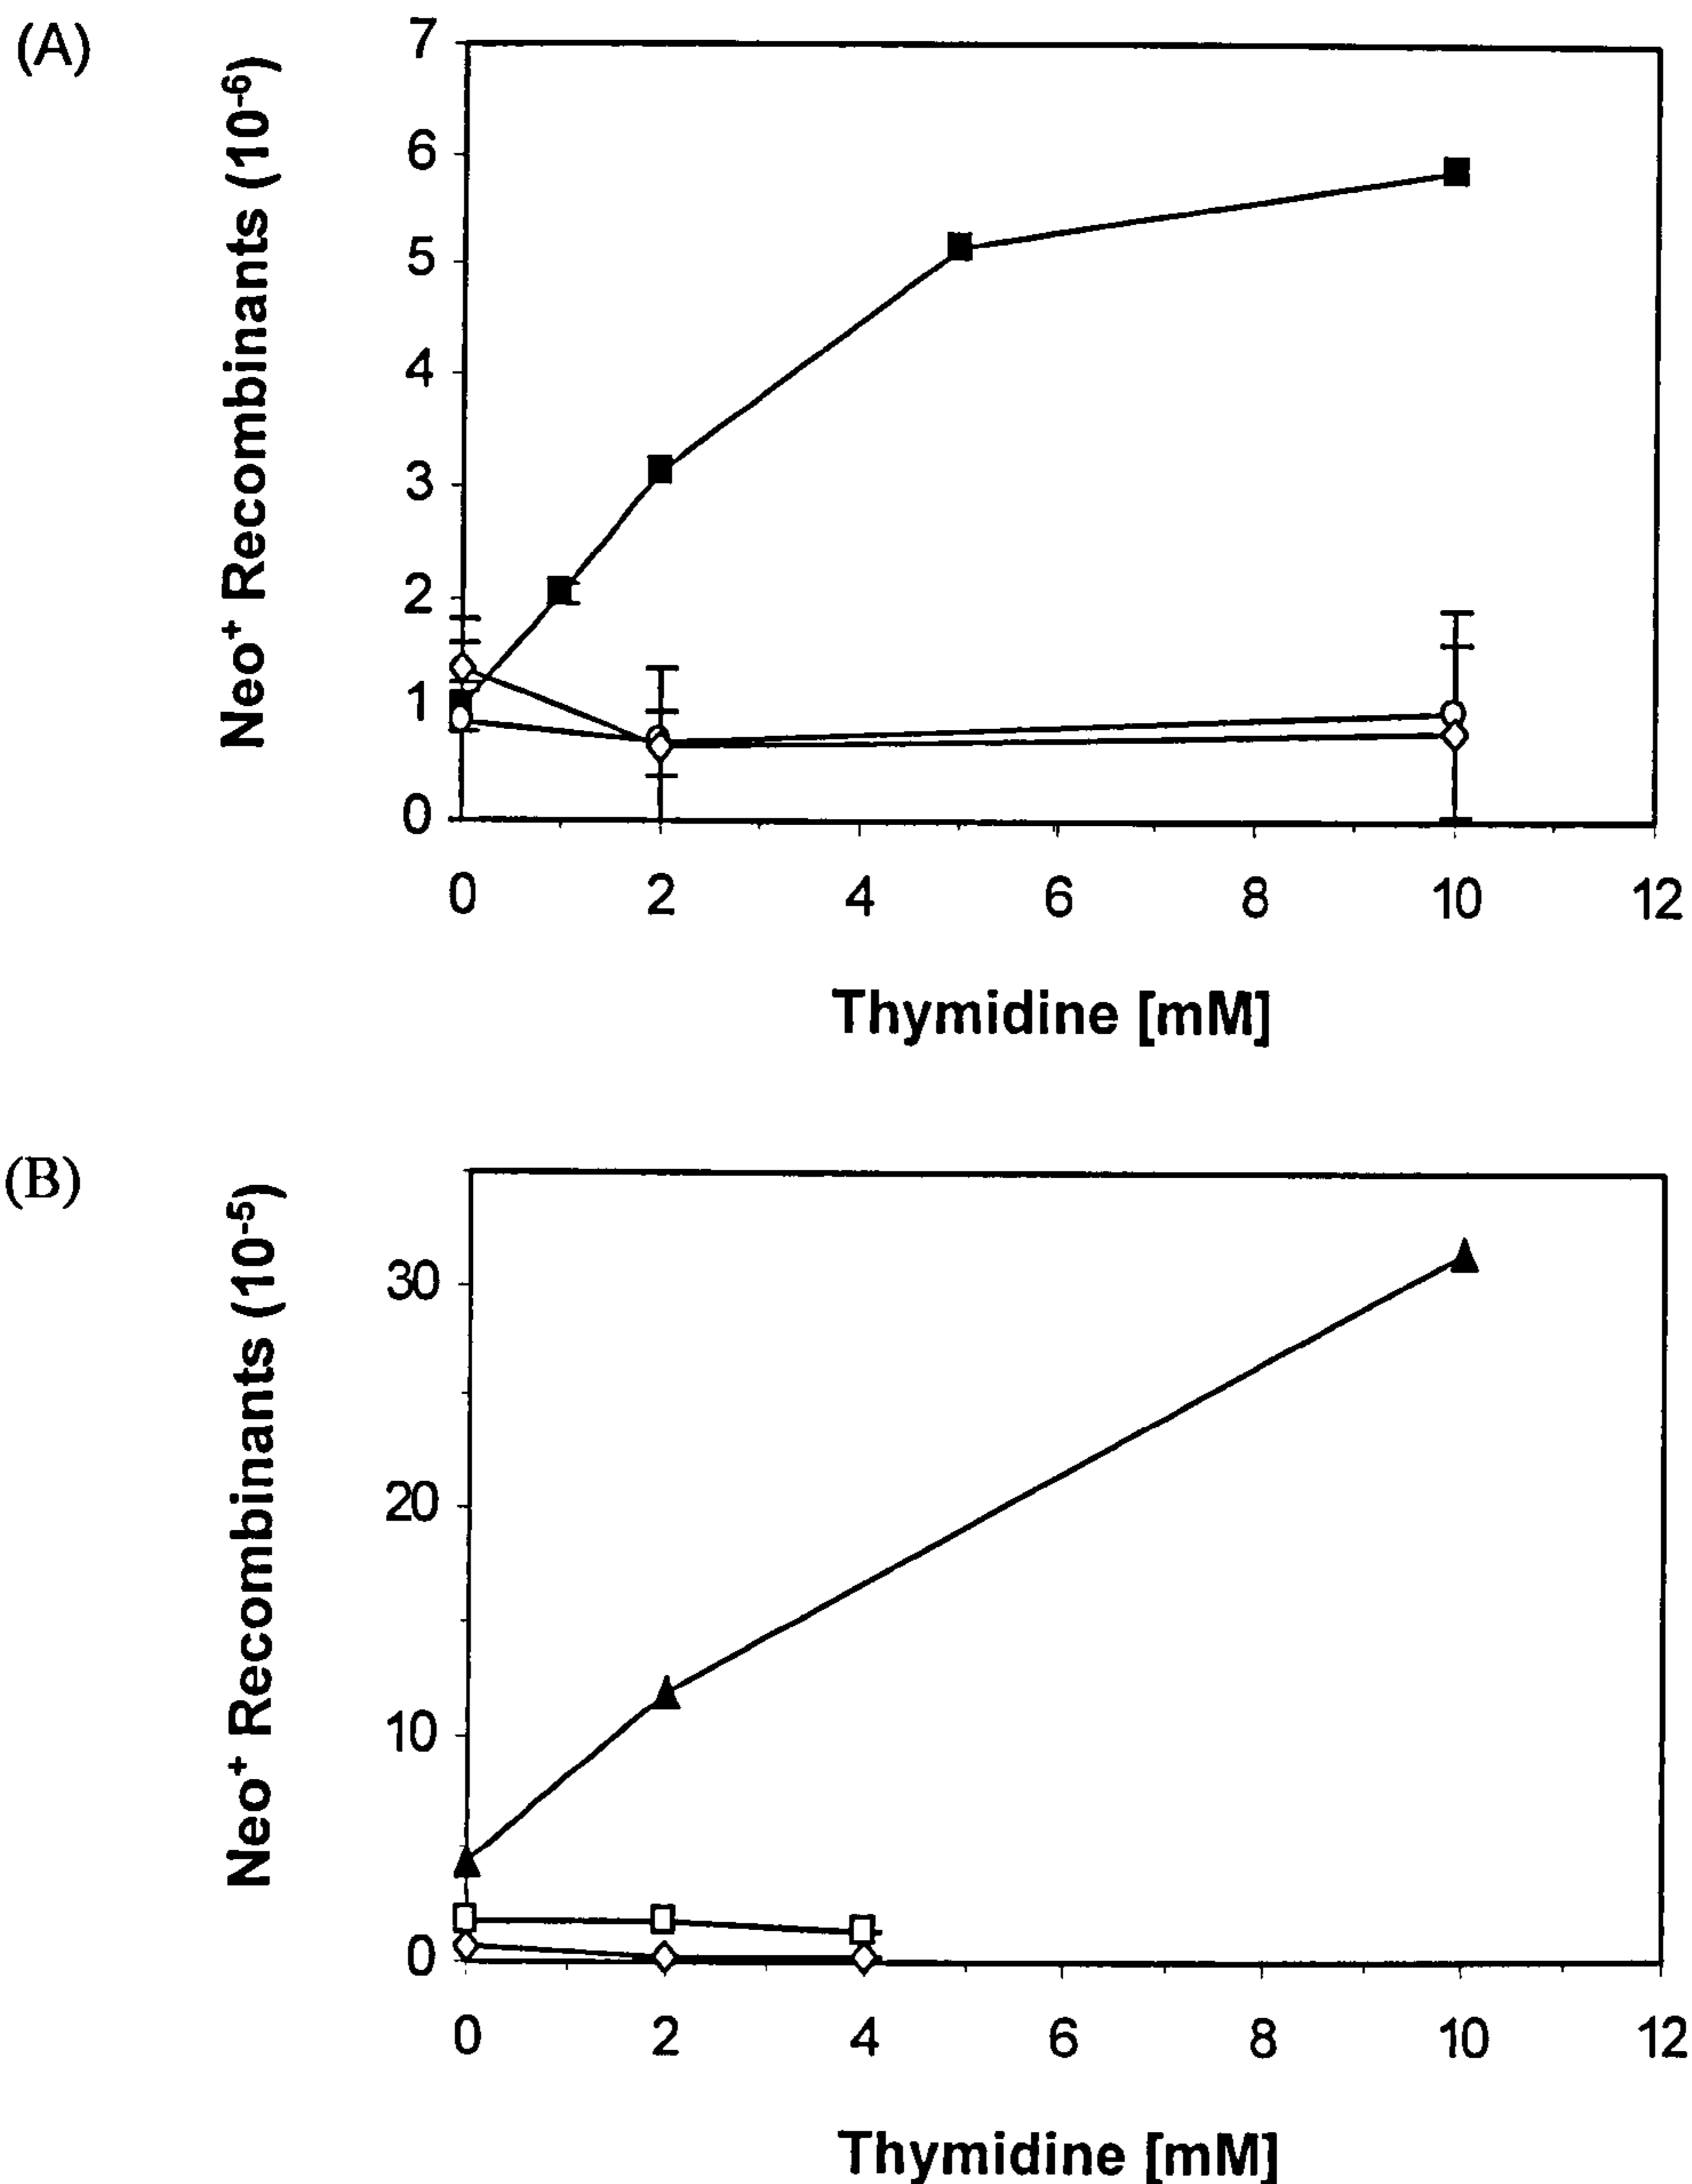 (A)
Neo⁺ Recombinants (10⁻⁶)
7
6
5
4
3
2
1
0
0 2 4 6 8 10 12
Thymidine [mM]
(B)
Neo⁺ Recombinants (10⁻⁵)
30
20
10
0
0 2 4 6 8 10 12
Thymidine [mM]